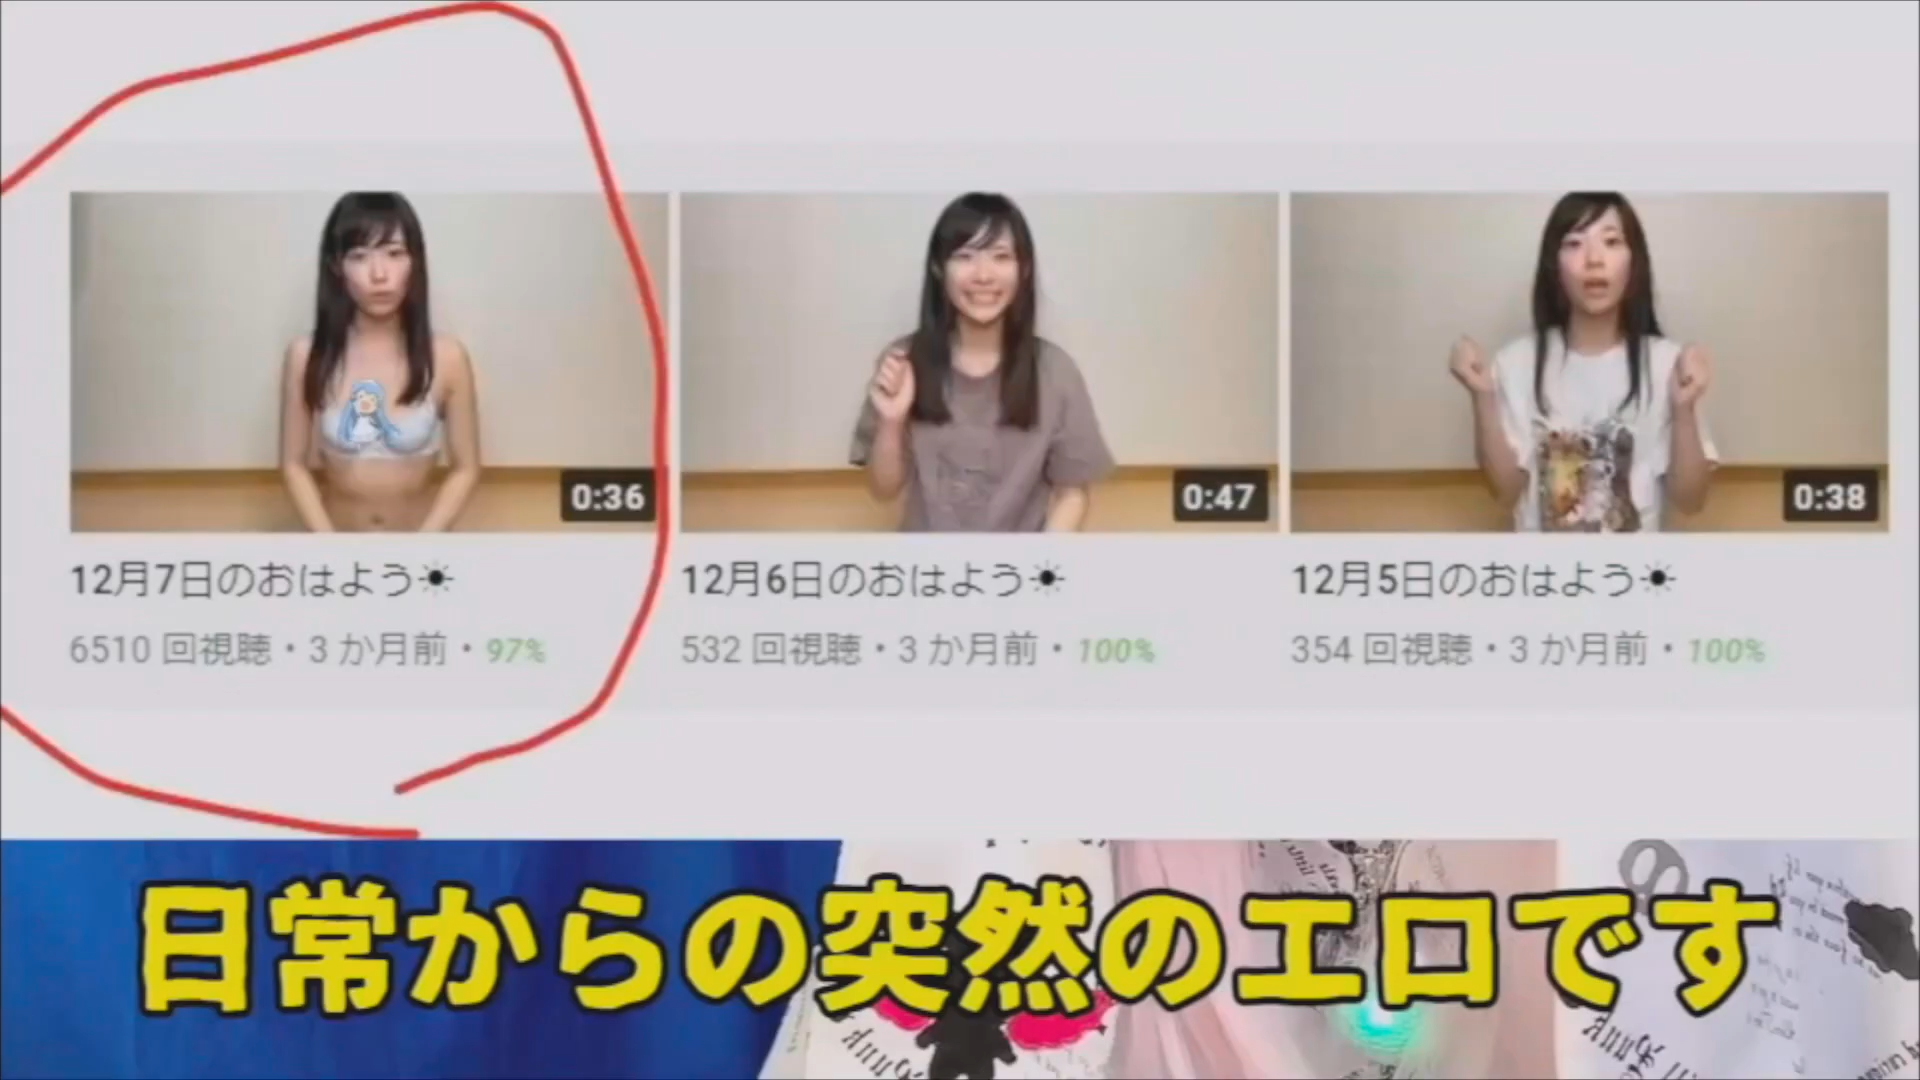 0:36
0:47
0:38
12月7日のおはよう☀
12月6日のおはよう☀
12月5日のおはよう☀
6510 回視聴・3 か月前・97%
532 回視聴・3 か月前・100%
354 回視聴・3 か月前・100%
日常からの突然のエロです